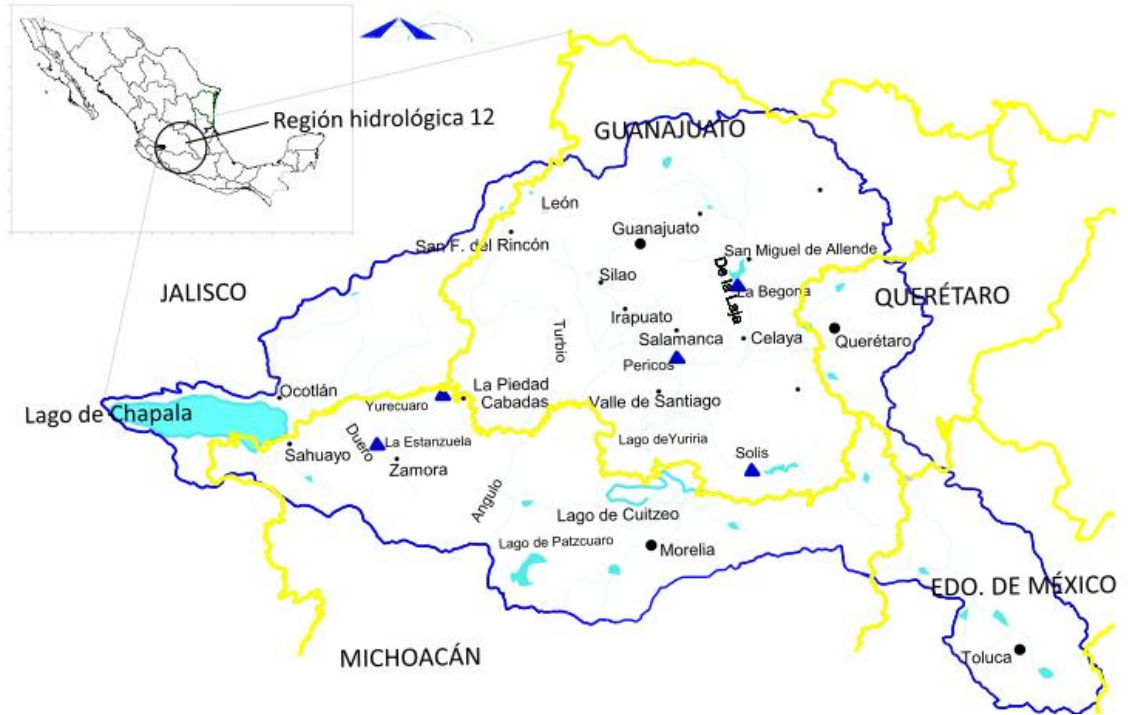 Región hidrológica 12
GUANAJUATO
León
Guanajuato
San F. del Rincón
San Miguel de Allende
Silao
De la Laja
La Begona
JALISCO
QUERÉTARO
Irapuato
Turbio
Salamanca
Celaya
Querétaro
Pericos
Ocotlán
La Piedad
Cabadas
Yurecuaro
Valle de Santiago
Lago de Chapala
Duero
La Estanzuela
Lago deYuriria
Solis
Sahuayo
Zamora
Angulo
Lago de Cuitzeo
Lago de Patzcuaro
Morelia
EDO. DE MÉXICO
Toluca
MICHOACÁN